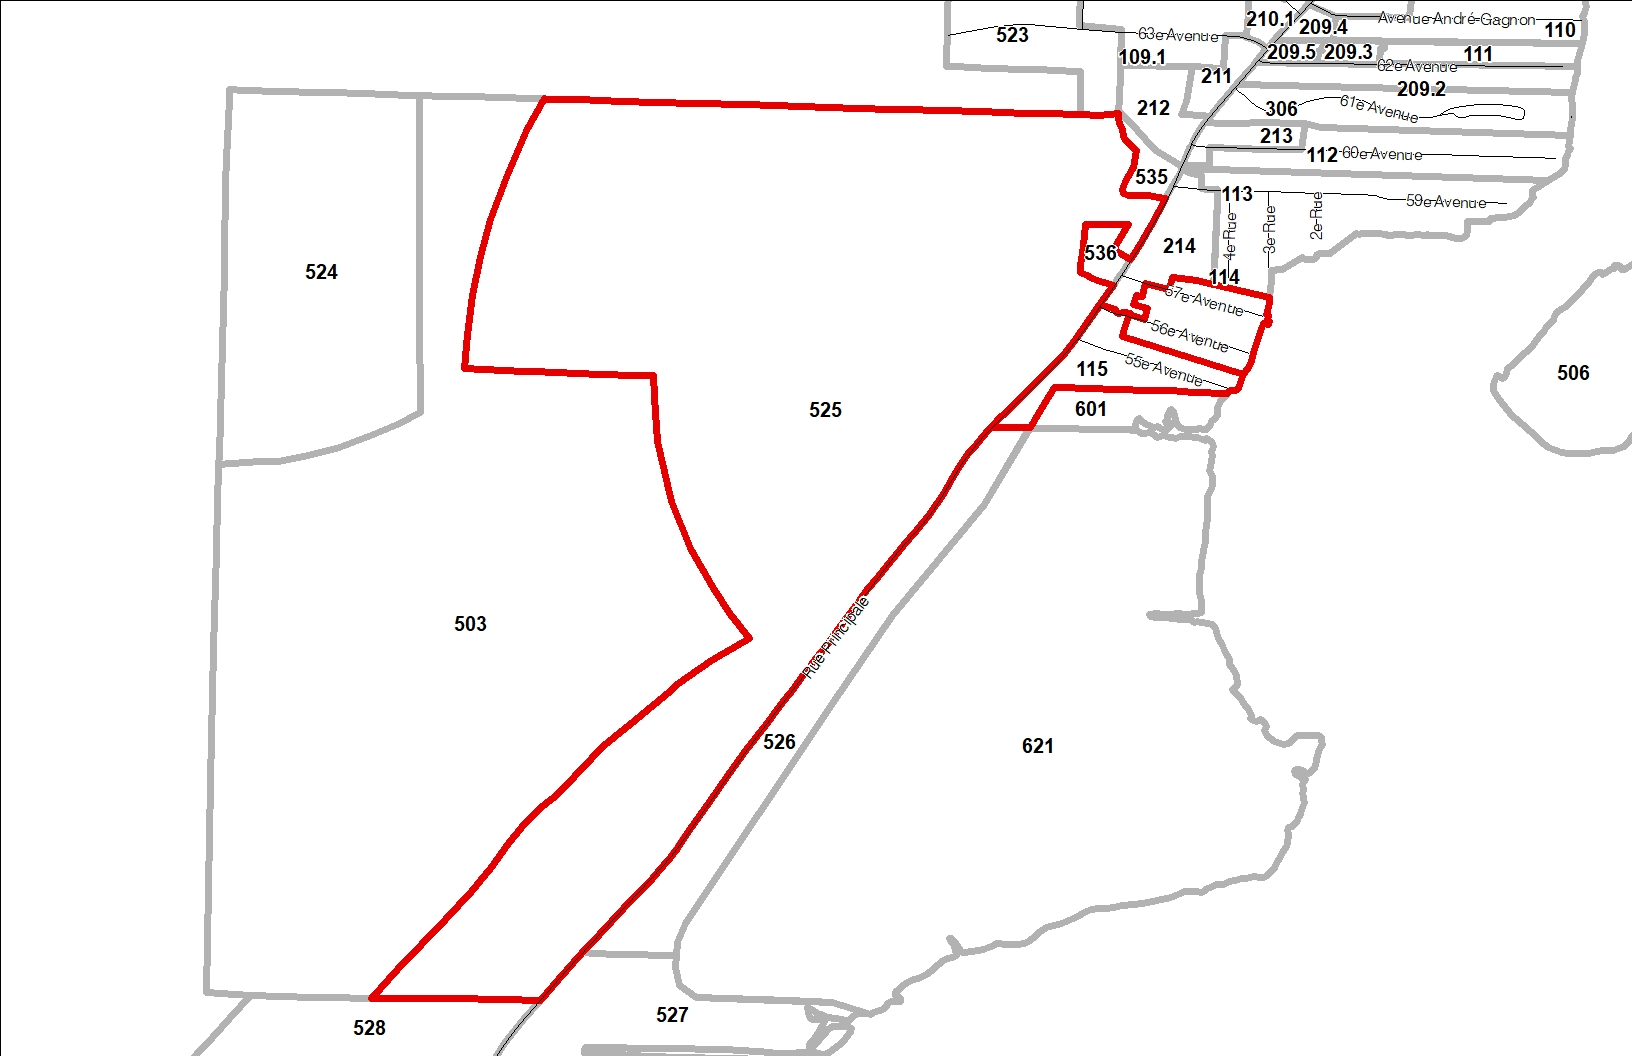 210.1
209.4
Avenue André-Gagnon
110
523
63e Avenue
109.1
209.5
209.3
111
62e Avenue
211
209.2
212
306
61e Avenue
213
112
60e Avenue
535
113
59e Avenue
4e Rue
3e Rue
2e Rue
536
214
114
524
57e Avenue
56e Avenue
115
55e Avenue
506
525
601
503
Rue Principale
526
621
528
527